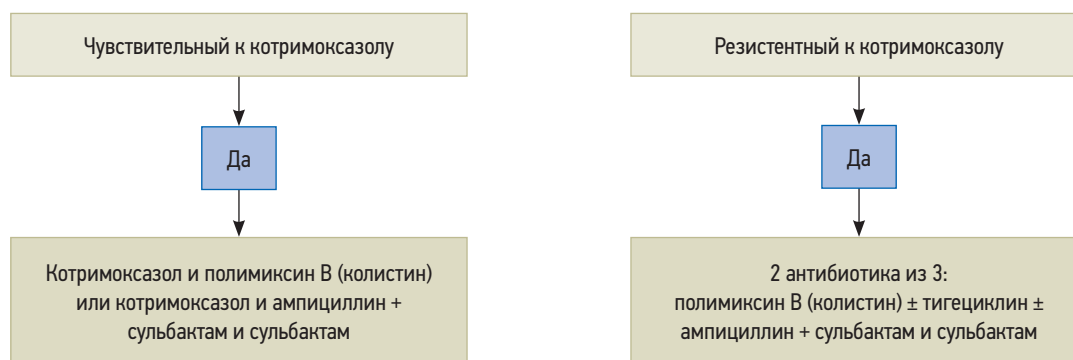 Чувствительный к котримоксазолу
Да
Котримоксазол и полимиксин В (колистин)
или котримоксазол и ампициллин +
сульбактам и сульбактам
Резистентный к котримоксазолу
Да
2 антибиотика из 3:
полимиксин В (колистин) ± тигециклин ±
ампициллин + сульбактам и сульбактам